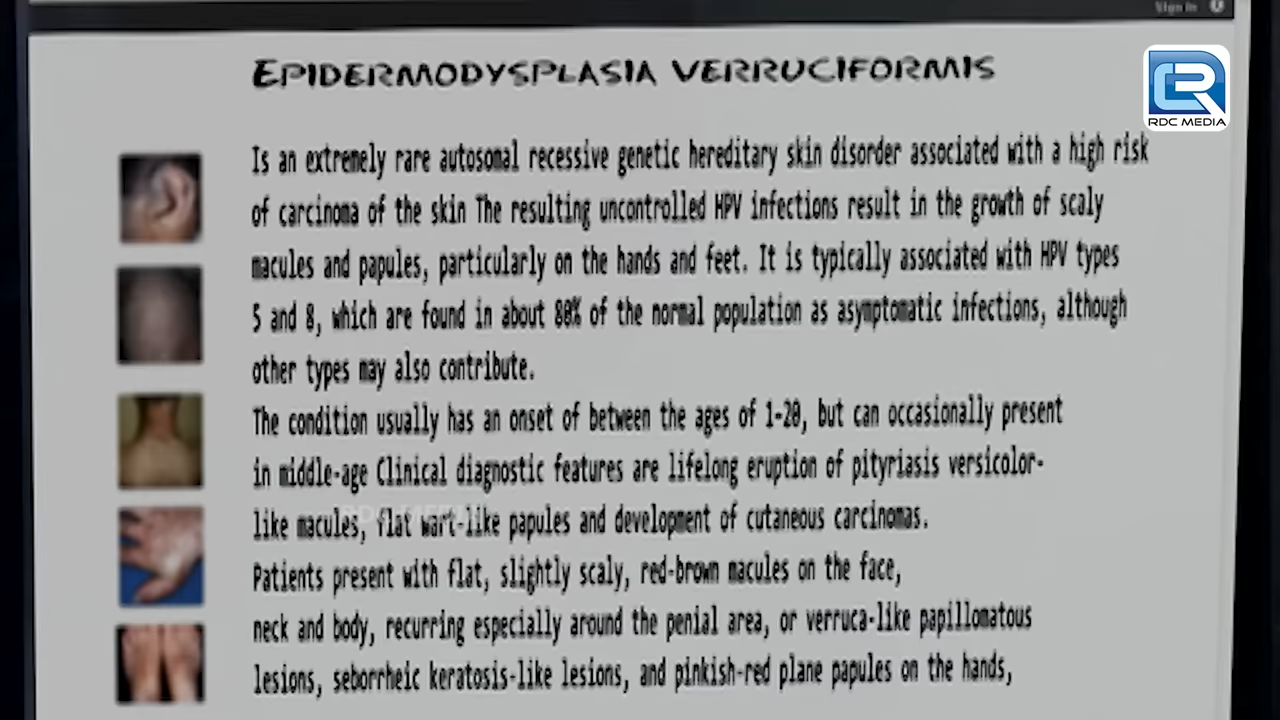 Sign in
EPIDERMODYSPLASIA VERRUCIFORMIS
RDC MEDIA
Is an extremely rare autosomal recessive genetic hereditary skin disorder associated with a high risk
of carcinoma of the skin The resulting uncontrolled HPV infections result in the growth of scaly
macules and papules, particularly on the hands and feet. It is typically associated with HPV types
5 and 8, which are found in about 80% of the normal population as asymptomatic infections, although
other types may also contribute.
The condition usually has an onset of between the ages of 1-20, but can occasionally present
in middle-age Clinical diagnostic features are lifelong eruption of pityriasis versicolor-
like macules, flat wart-like papules and development of cutaneous carcinomas.
Patients present with flat, slightly scaly, red-brown macules on the face,
neck and body, recurring especially around the penial area, or verruca-like papillomatous
lesions, seborrheic keratosis-like lesions, and pinkish-red plane papules on the hands,
RDC MEDIA